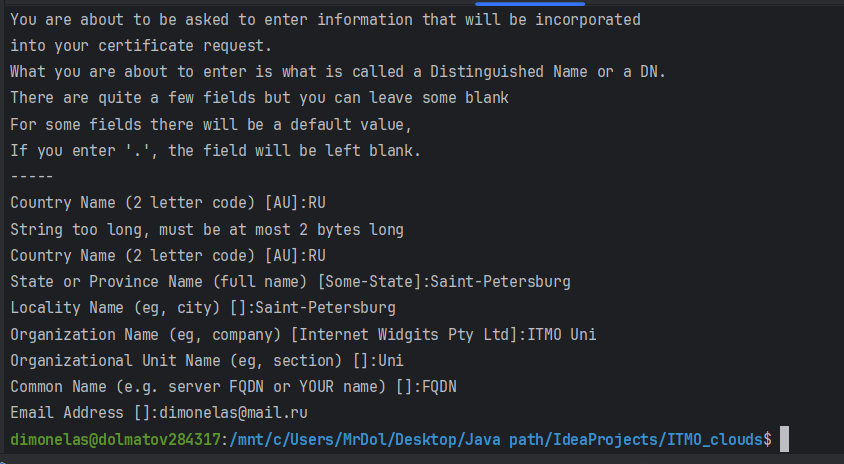 You are about to be asked to enter information that will be incorporated
into your certificate request.
What you are about to enter is what is called a Distinguished Name or a DN.
There are quite a few fields but you can leave some blank
For some fields there will be a default value,
If you enter '.', the field will be left blank.
-----
Country Name (2 letter code) [AU]:RU
String too long, must be at most 2 bytes long
Country Name (2 letter code) [AU]:RU
State or Province Name (full name) [Some-State]:Saint-Petersburg
Locality Name (eg, city) []:Saint-Petersburg
Organization Name (eg, company) [Internet Widgits Pty Ltd]:ITMO Uni
Organizational Unit Name (eg, section) []:Uni
Common Name (e.g. server FQDN or YOUR name) []:FQDN
Email Address []:dimonelas@mail.ru
dimonelas@dolmatov284317:/mnt/c/Users/MrDol/Desktop/Java path/IdeaProjects/ITMO_clouds$